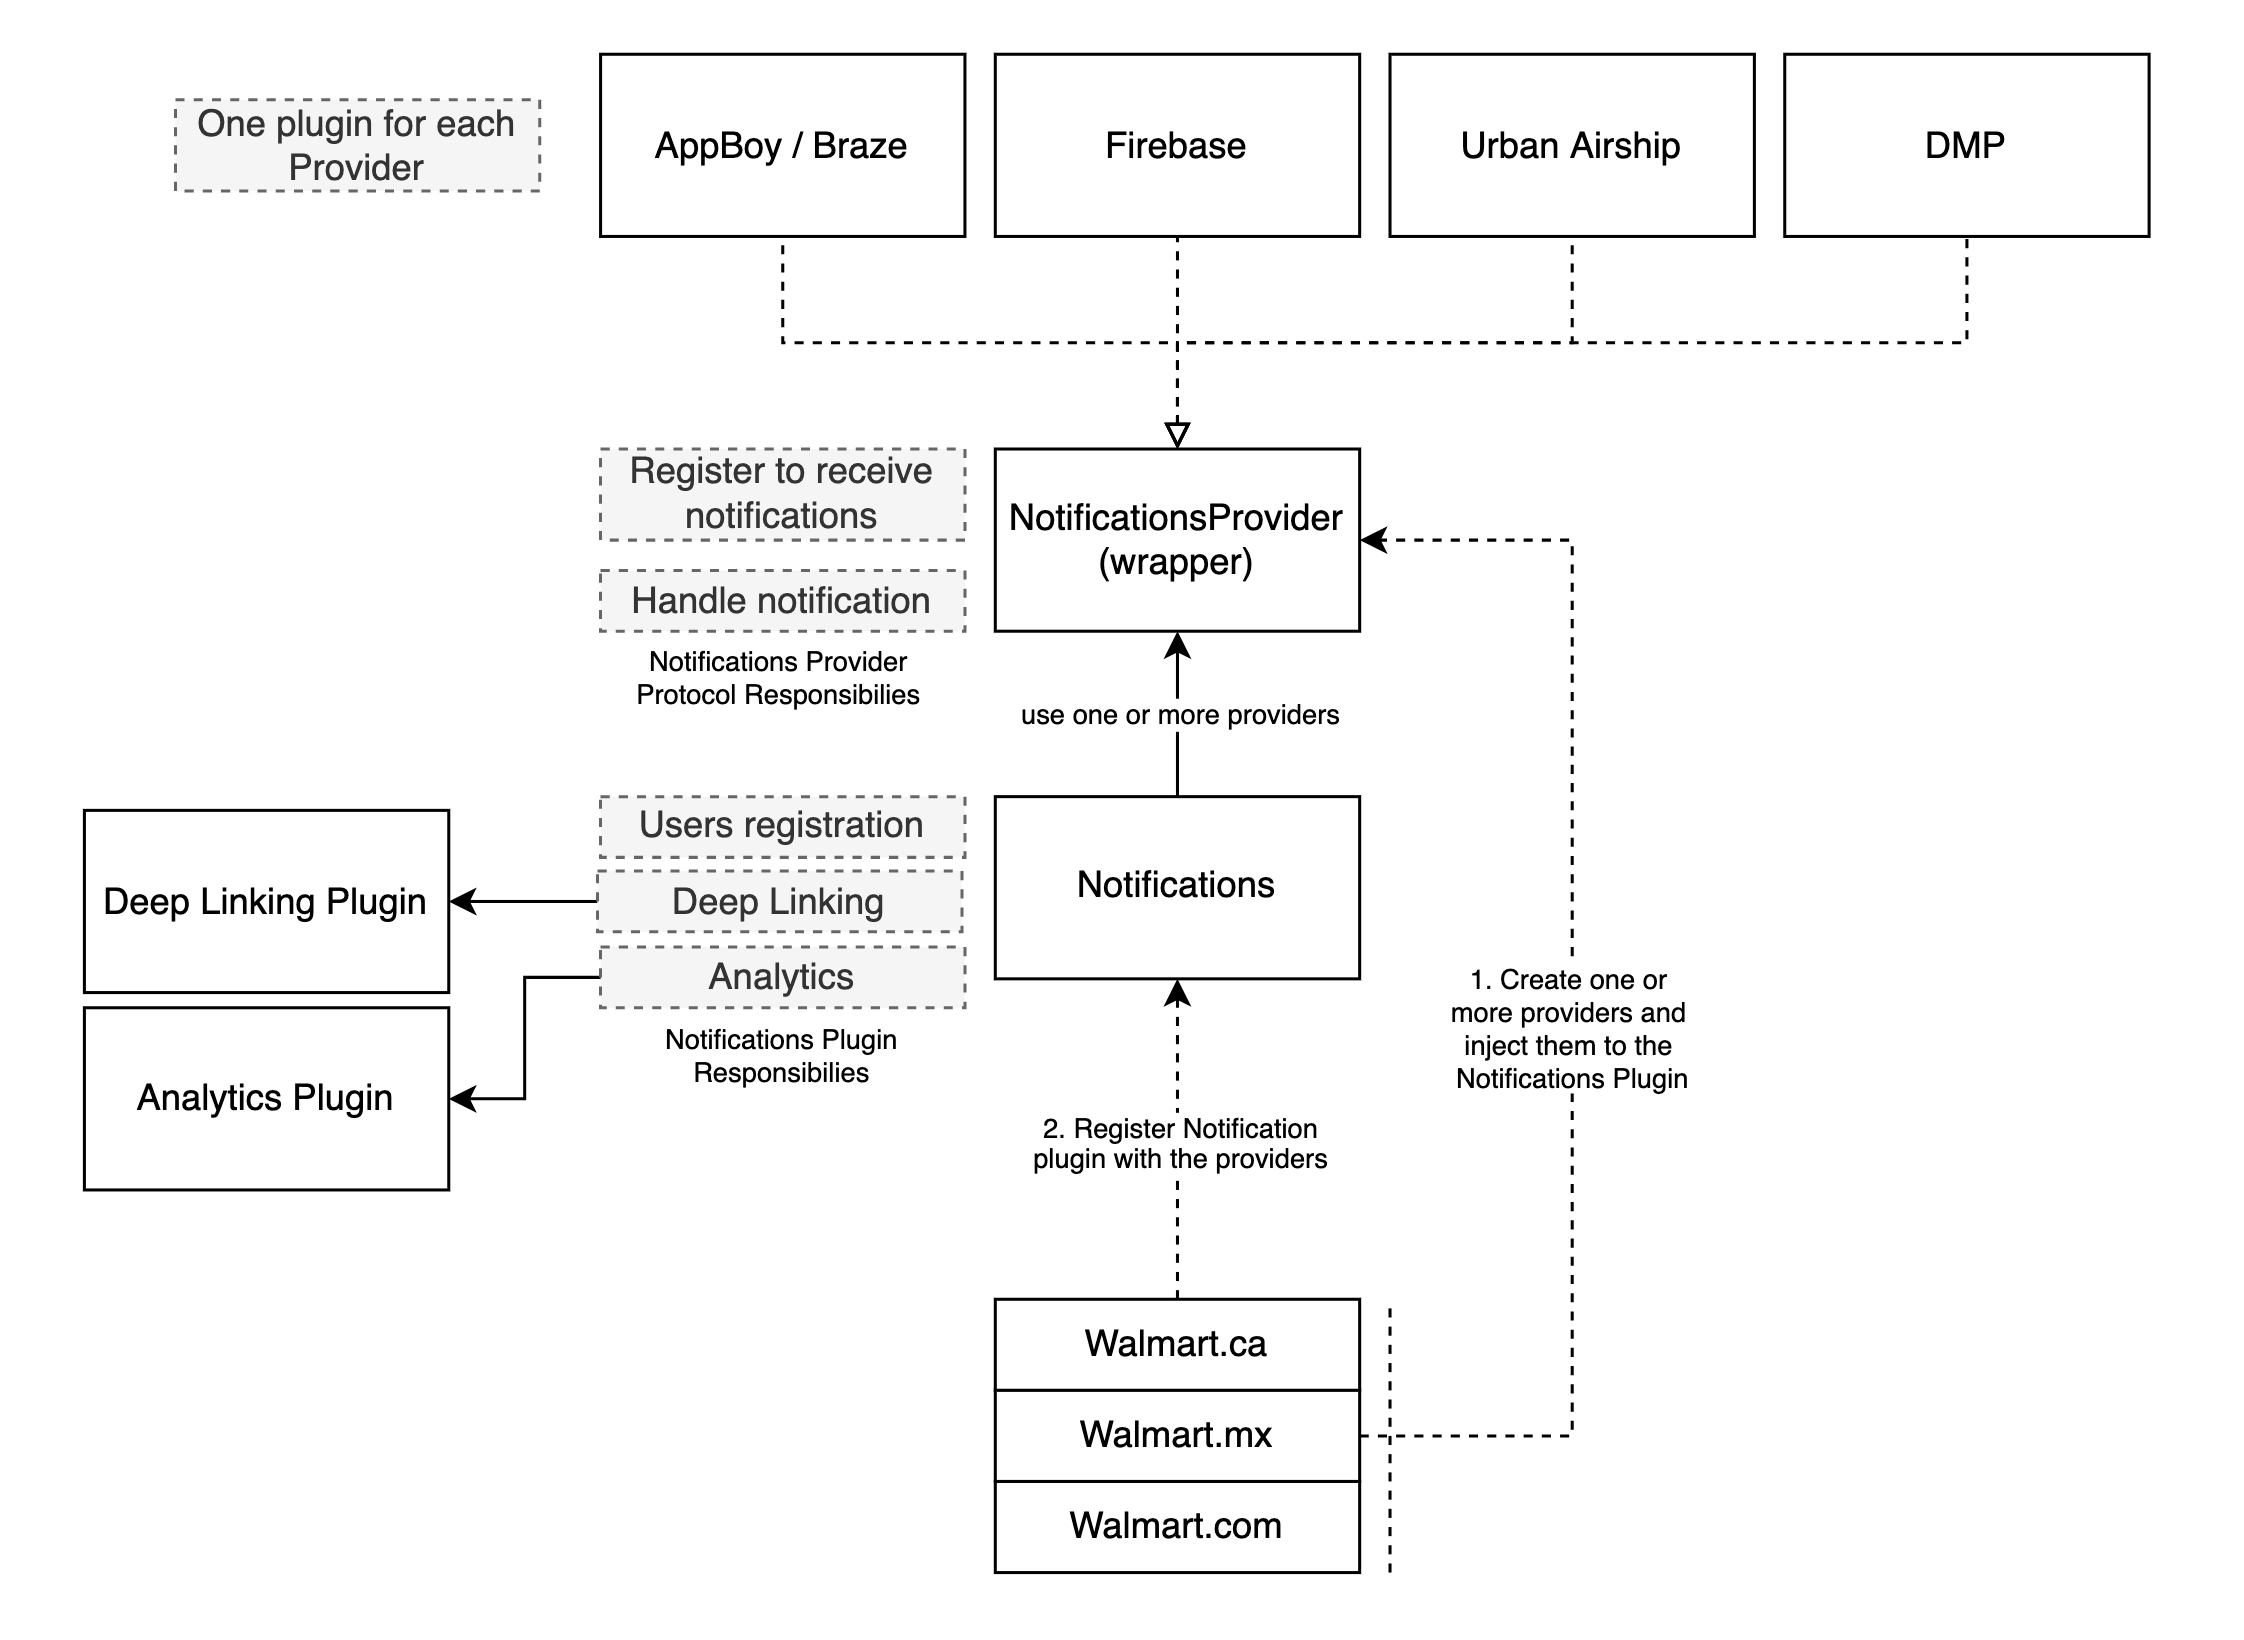 One plugin for each
Provider
AppBoy / Braze
Firebase
Urban Airship
DMP
Register to receive
notifications
Handle notification
Notifications Provider
Protocol Responsibilies
NotificationsProvider
(wrapper)
use one or more providers
Users registration
Deep Linking
Analytics
Notifications Plugin
Responsibilies
Deep Linking Plugin
Analytics Plugin
Notifications
1. Create one or
more providers and
inject them to the
Notifications Plugin
2. Register Notification
plugin with the providers
Walmart.ca
Walmart.mx
Walmart.com